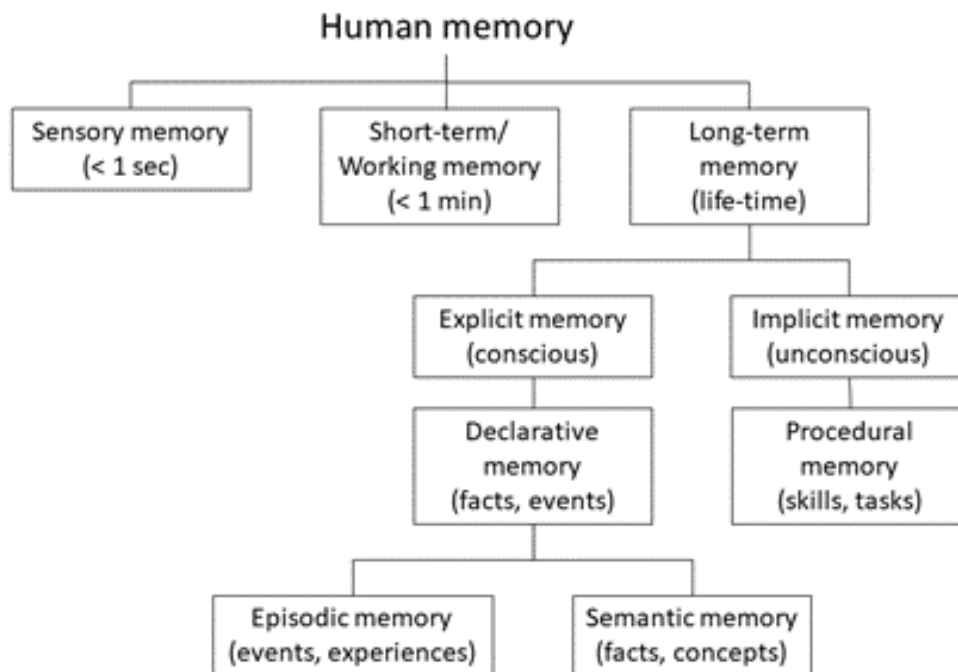 Human memory
Sensory memory
(< 1 sec)
Short-term/
Working memory
(< 1 min)
Long-term
memory
(life-time)
Explicit memory
(conscious)
Implicit memory
(unconscious)
Declarative
memory
(facts, events)
Procedural
memory
(skills, tasks)
Episodic memory
(events, experiences)
Semantic memory
(facts, concepts)